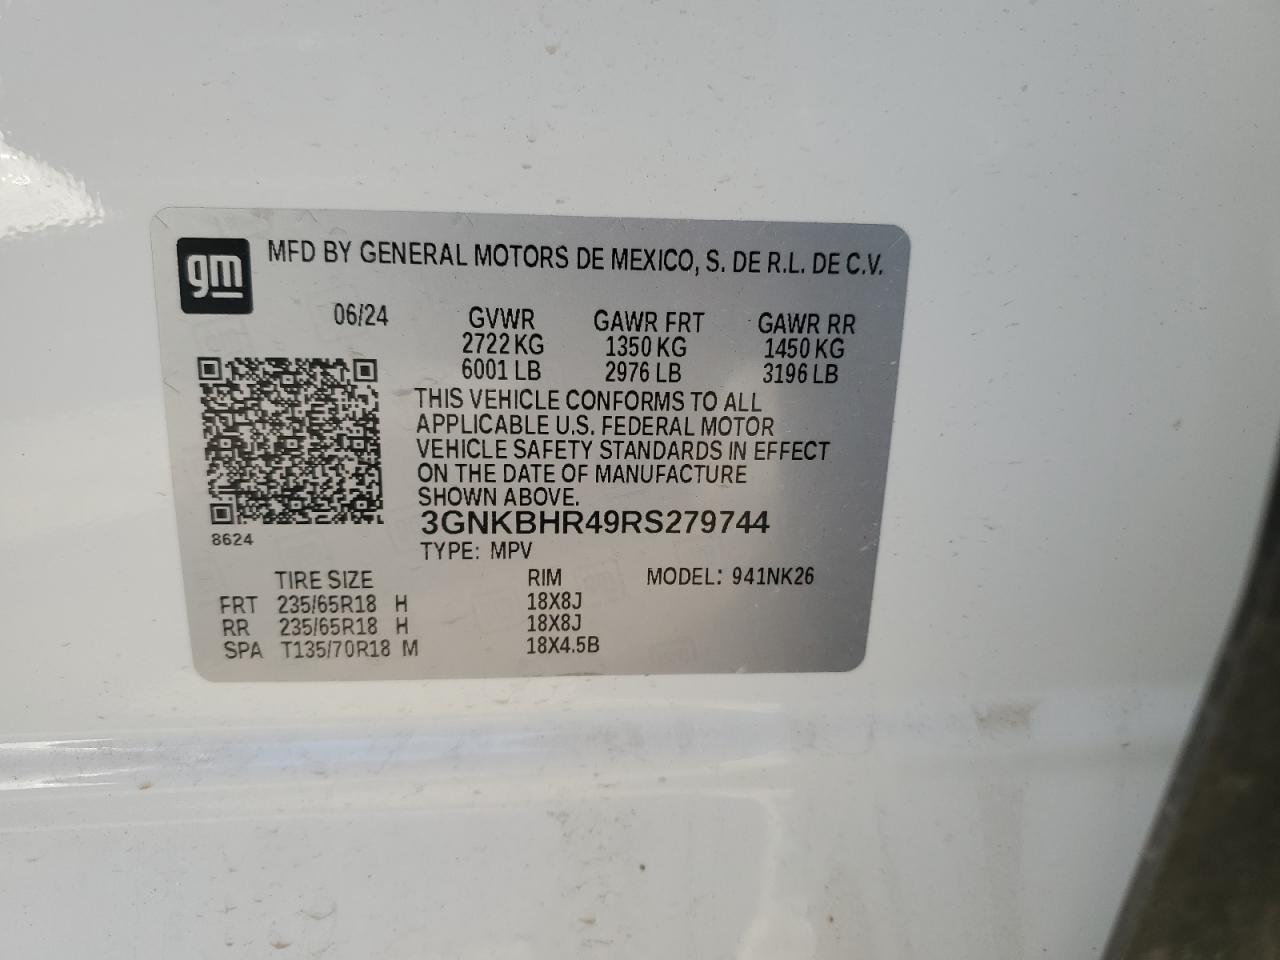 gm MFD BY GENERAL MOTORS DE MEXICO, S. DE R.L. DE C.V.
06/24 GVWR GAWR FRT GAWR RR
2722 KG 1350 KG 1450 KG
6001 LB 2976 LB 3196 LB
THIS VEHICLE CONFORMS TO ALL
APPLICABLE U.S. FEDERAL MOTOR
VEHICLE SAFETY STANDARDS IN EFFECT
ON THE DATE OF MANUFACTURE
SHOWN ABOVE.
3GNKBHR49RS279744
8624 TYPE: MPV
TIRE SIZE RIM MODEL: 941NK26
FRT 235/65R18 H 18X8J
RR 235/65R18 H 18X8J
SPA T135/70R18 M 18X4.5B